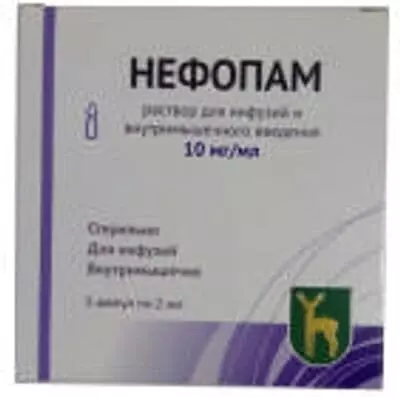 НЕФОПАМ
раствор для инфузий и
внутримышечного введения
10 мг/мл
Стерильно
Для инфузий
Внутримышечно
5 ампул по 2 мл